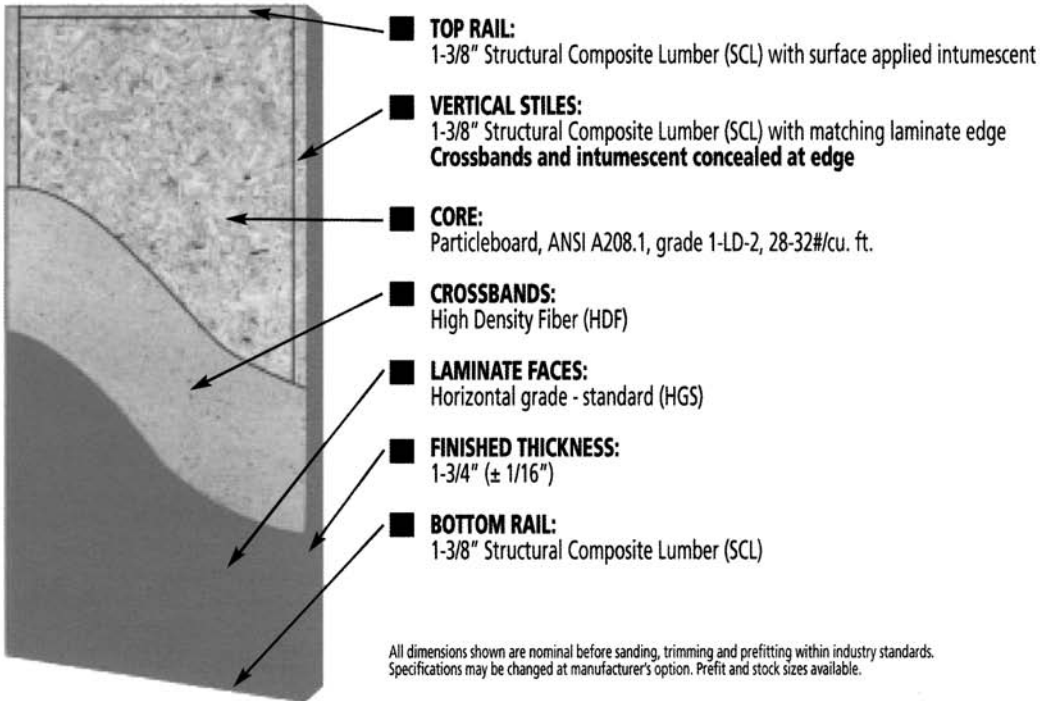 TOP RAIL:
1-3/8" Structural Composite Lumber (SCL) with surface applied intumescent
VERTICAL STILES:
1-3/8" Structural Composite Lumber (SCL) with matching laminate edge
Crossbands and intumescent concealed at edge
CORE:
Particleboard, ANSI A208.1, grade 1-LD-2, 28-32#/cu. ft.
CROSSBANDS:
High Density Fiber (HDF)
LAMINATE FACES:
Horizontal grade - standard (HGS)
FINISHED THICKNESS:
1-3/4" (± 1/16")
BOTTOM RAIL:
1-3/8" Structural Composite Lumber (SCL)
All dimensions shown are nominal before sanding, trimming and prefitting within industry standards.
Specifications may be changed at manufacturer's option. Prefit and stock sizes available.